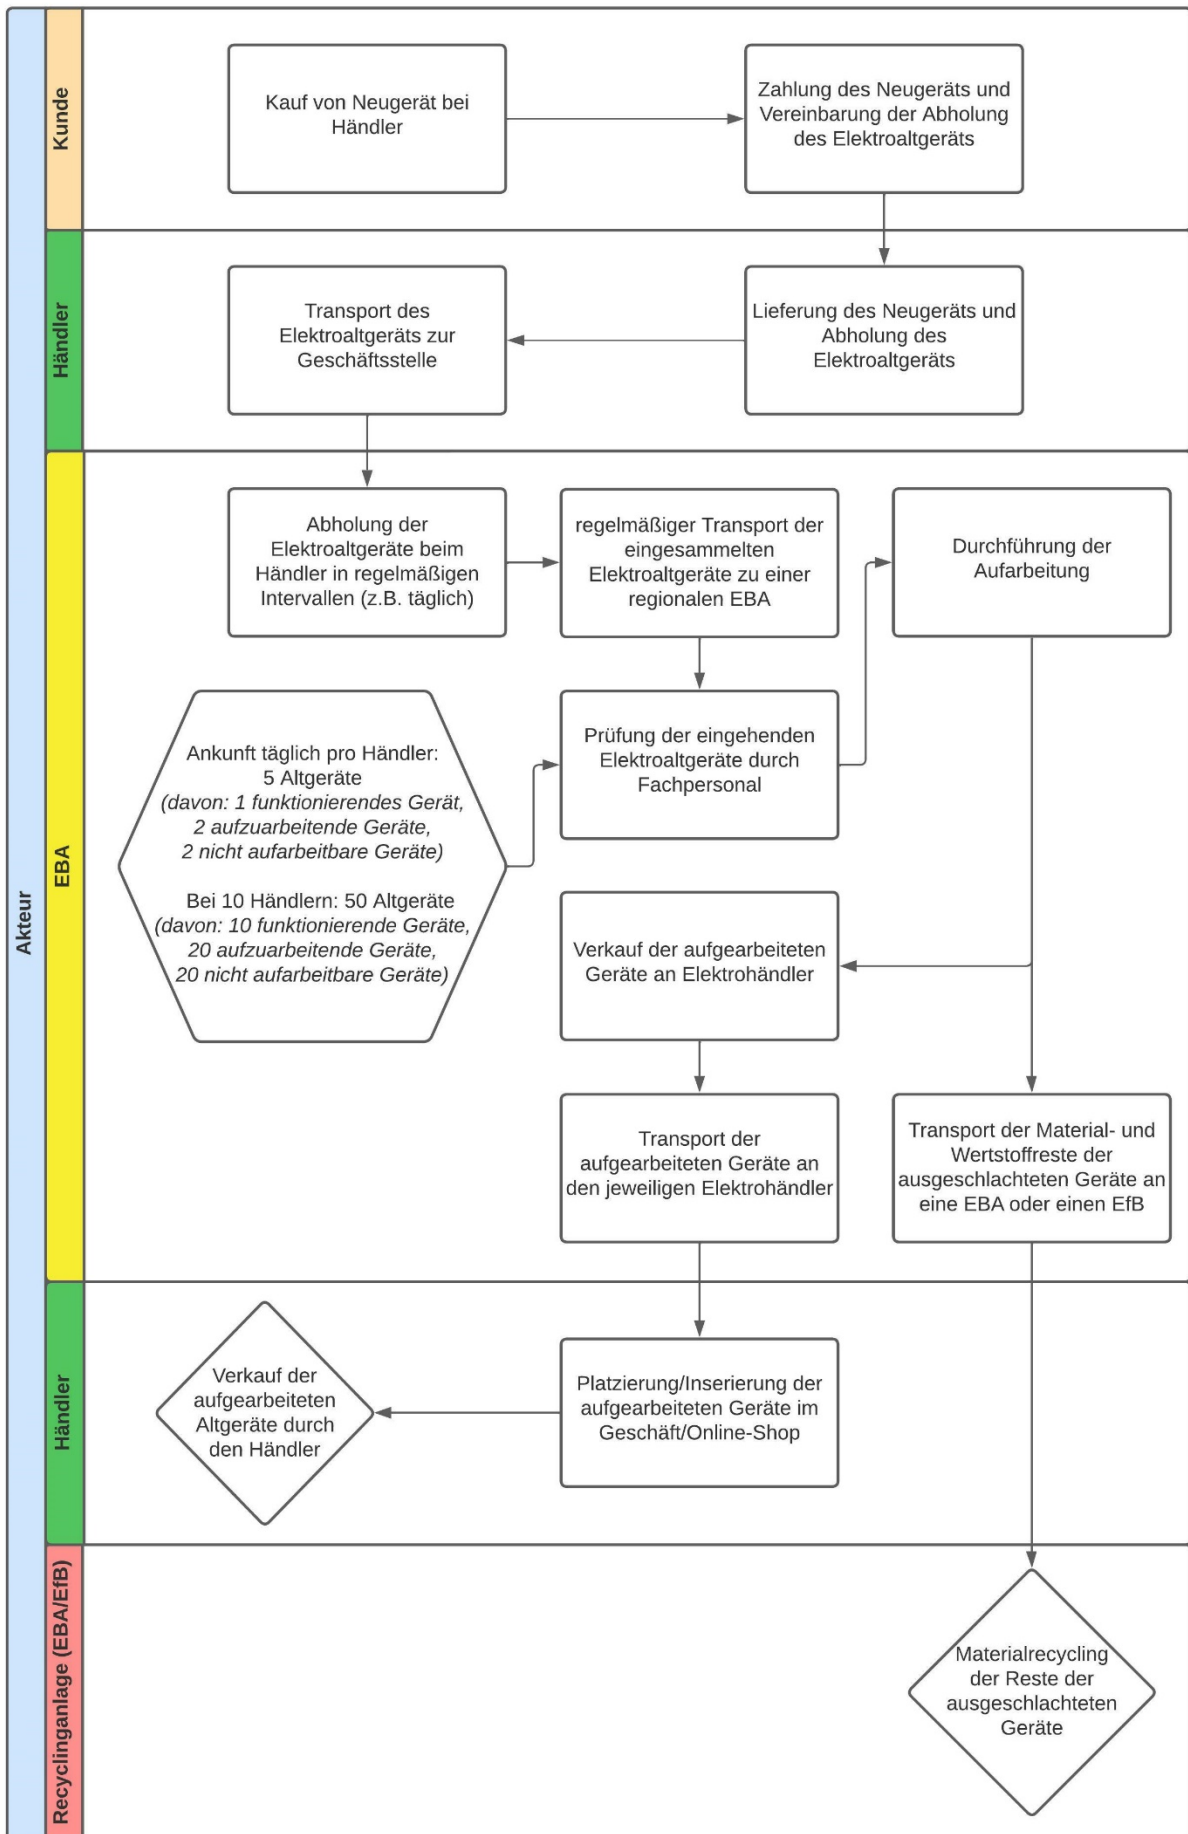 Akteur
Kunde
Kauf von Neugerät bei
Händler
Zahlung des Neugeräts und
Vereinbarung der Abholung
des Elektroaltgeräts
Händler
Transport des
Elektroaltgeräts zur
Geschäftsstelle
Lieferung des Neugeräts und
Abholung des
Elektroaltgeräts
EBA
Abholung der
Elektroaltgeräte beim
Händler in regelmäßigen
Intervallen (z.B. täglich)
regelmäßiger Transport der
eingesammelten
Elektroaltgeräte zu einer
regionalen EBA
Durchführung der
Aufarbeitung
Ankunft täglich pro Händler:
5 Altgeräte
(davon: 1 funktionierendes Gerät,
2 aufzuarbeitende Geräte,
2 nicht aufarbeitbare Geräte)
Bei 10 Händlern: 50 Altgeräte
(davon: 10 funktionierende Geräte,
20 aufzuarbeitende Geräte,
20 nicht aufarbeitbare Geräte)
Prüfung der eingehenden
Elektroaltgeräte durch
Fachpersonal
Verkauf der aufgearbeiteten
Geräte an Elektrohändler
Transport der
aufgearbeiteten Geräte an
den jeweiligen Elektrohändler
Transport der Material- und
Wertstoffreste der
ausgeschlachteten Geräte an
eine EBA oder einen EfB
Händler
Verkauf der
aufgearbeiteten
Altgeräte durch
den Händler
Platzierung/Inserierung der
aufgearbeiteten Geräte im
Geschäft/Online-Shop
Recyclinganlage (EBA/EfB)
Materialrecycling
der Reste der
ausgeschlachteten
Geräte